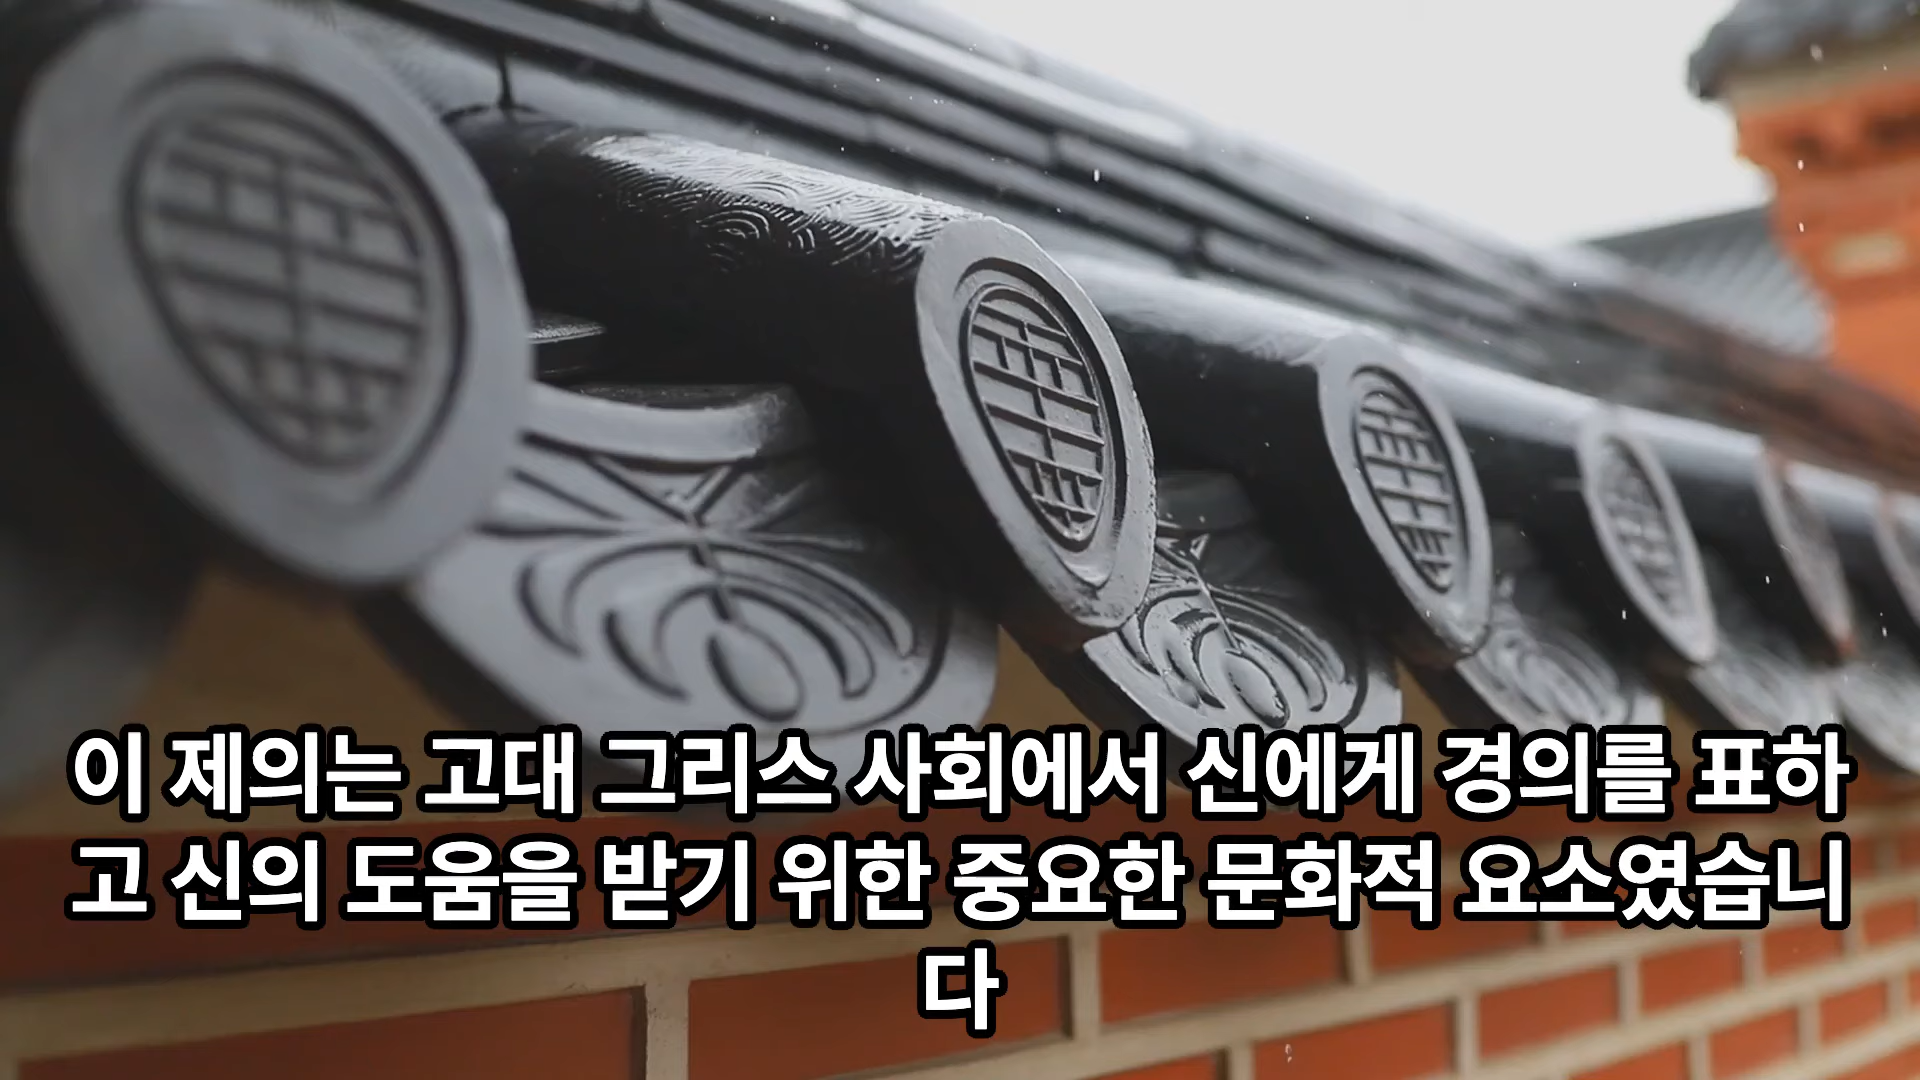 이 제의는 고대 그리스 사회에서 신에게 경의를 표하
고 신의 도움을 받기 위한 중요한 문화적 요소였습니
다